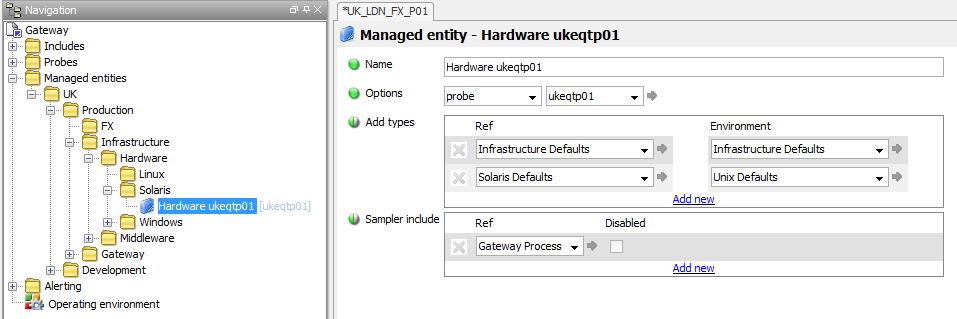 Navigation
Gateway
Includes
Probes
Managed entities
UK
Production
FX
Infrastructure
Hardware
Linux
Solaris
Hardware ukeqtp01 [ukeqtp01]
Windows
Middleware
Gateway
Development
Alerting
Operating environment
*UK_LDN_FX_P01
Managed entity - Hardware ukeqtp01
Name Hardware ukeqtp01
Options probe ukeqtp01
Add types Ref Environment
Infrastructure Defaults Infrastructure Defaults
Solaris Defaults Unix Defaults
Add new
Sampler include Ref Disabled
Gateway Process
Add new